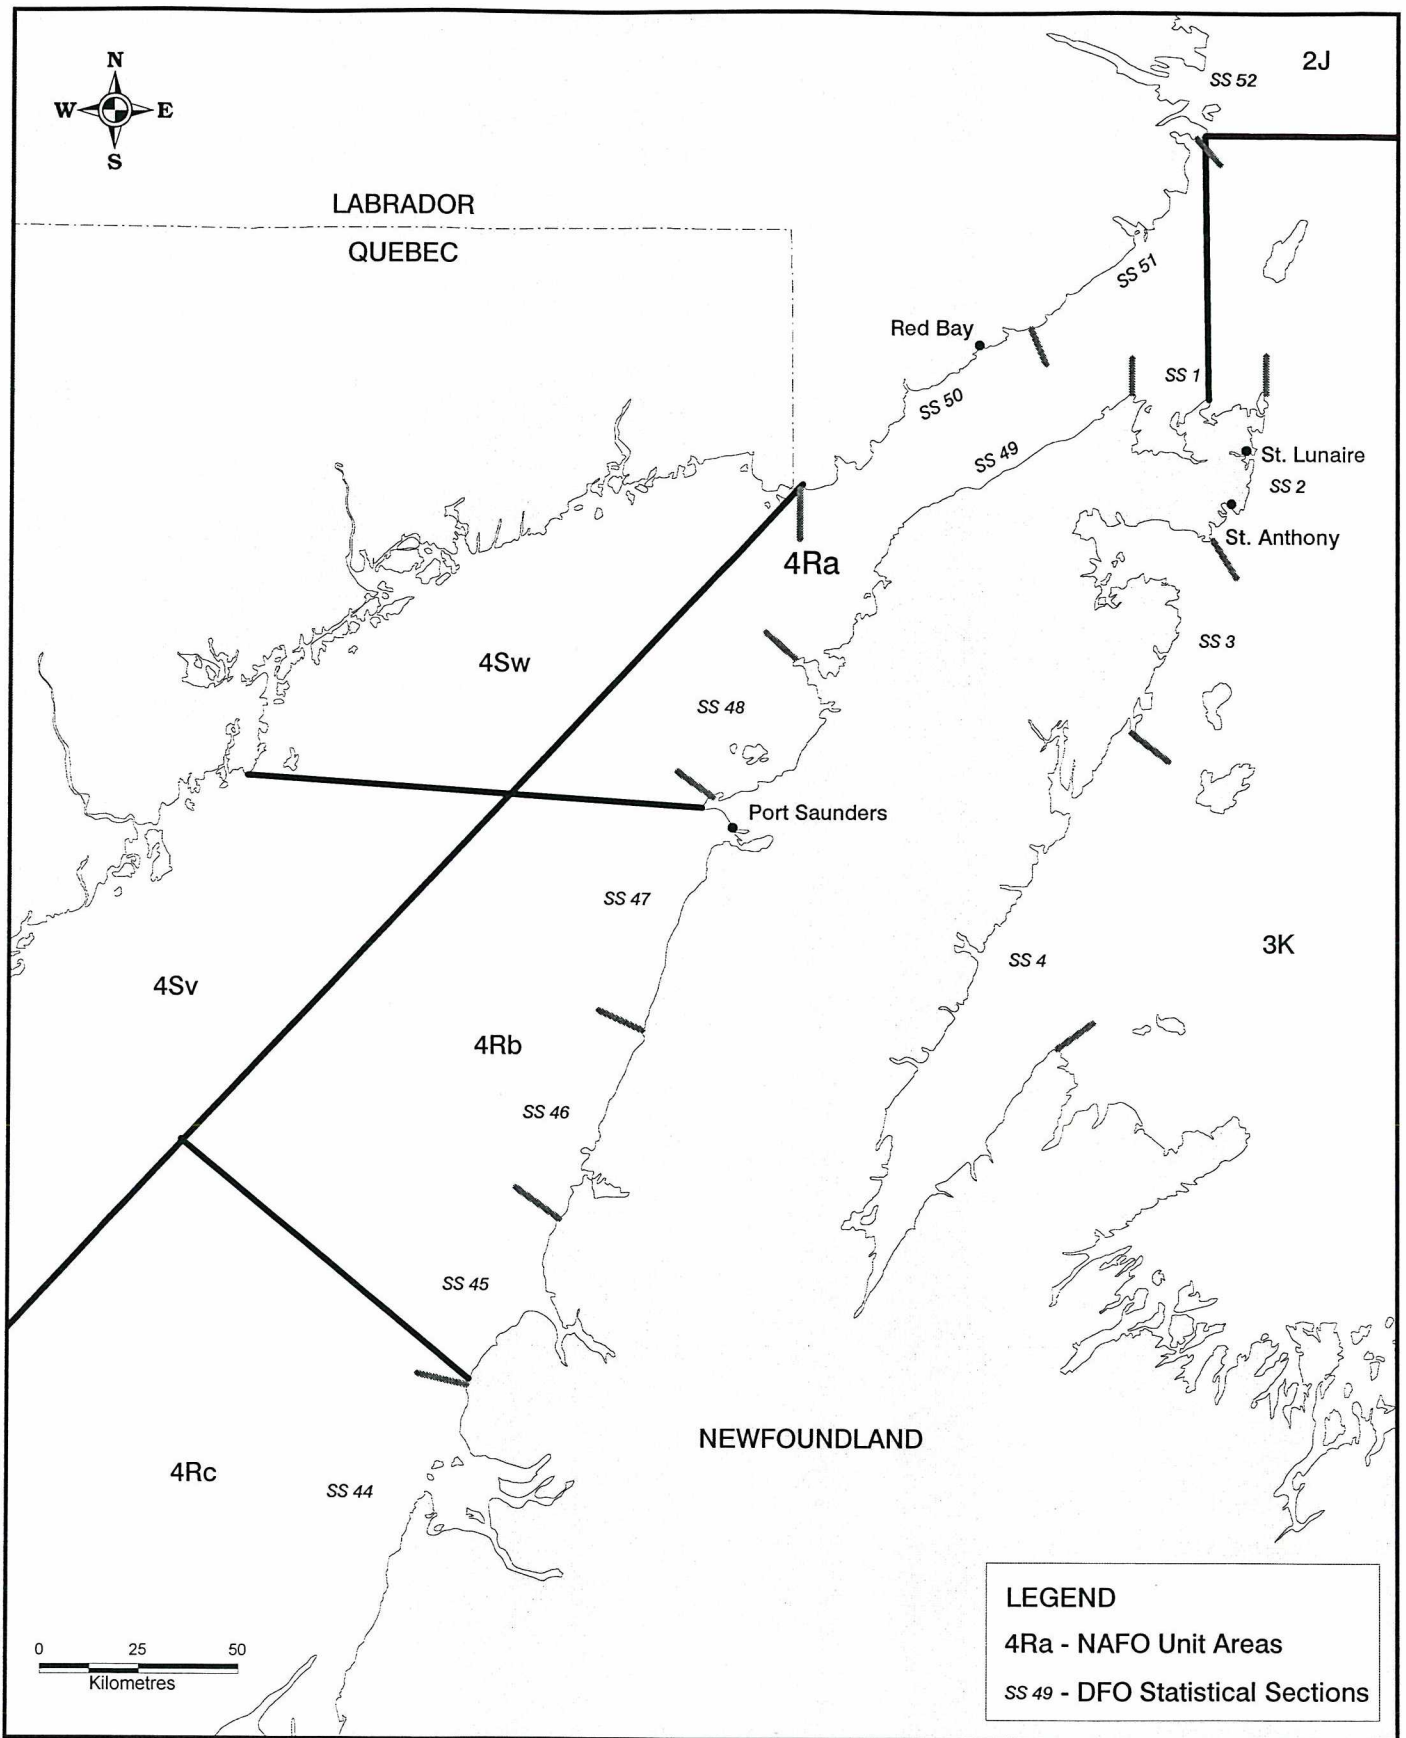 2J
N
SS 52
W E
S
LABRADOR
QUEBEC
SS 51
Red Bay
SS 1
SS 50
St. Lunaire
SS 49
SS 2
St. Anthony
4Ra
SS 3
4Sw
SS 48
Port Saunders
SS 47
3K
SS 4
4Sv
4Rb
SS 46
SS 45
NEWFOUNDLAND
4Rc
SS 44
LEGEND
4Ra - NAFO Unit Areas
SS 49 - DFO Statistical Sections
0 25 50
Kilometres